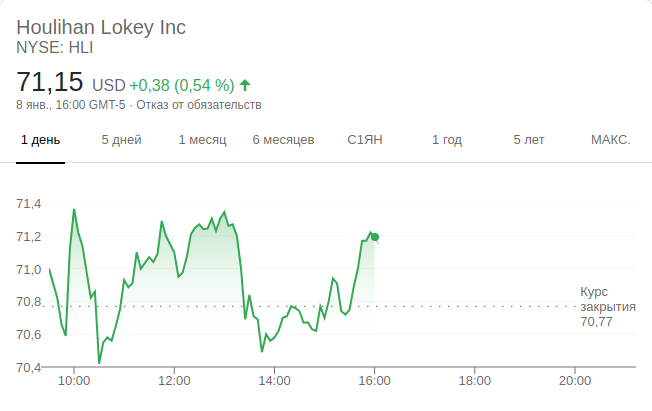 Houlihan Lokey Inc
NYSE: HLI
71,15 USD +0,38 (0,54 %)
8 янв., 16:00 GMT-5 · Отказ от обязательств
1 день 5 дней 1 месяц 6 месяцев С1ЯН 1 год 5 лет МАКС.
71,4
71,2
71,0
70,8
70,6
70,4
Курс
закрытия
70,77
10:00 12:00 14:00 16:00 18:00 20:00